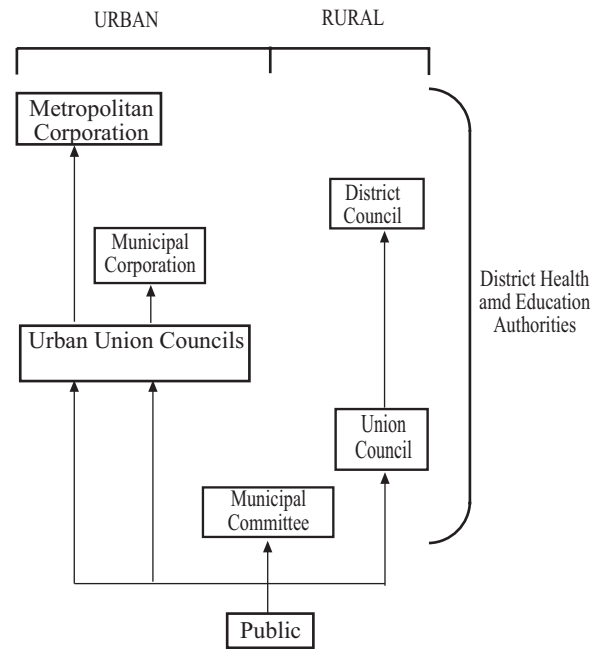 URBAN
RURAL
Metropolitan
Corporation
District
Council
Municipal
Corporation
District Health
amd Education
Authorities
Urban Union Councils
Union
Council
Municipal
Committee
Public